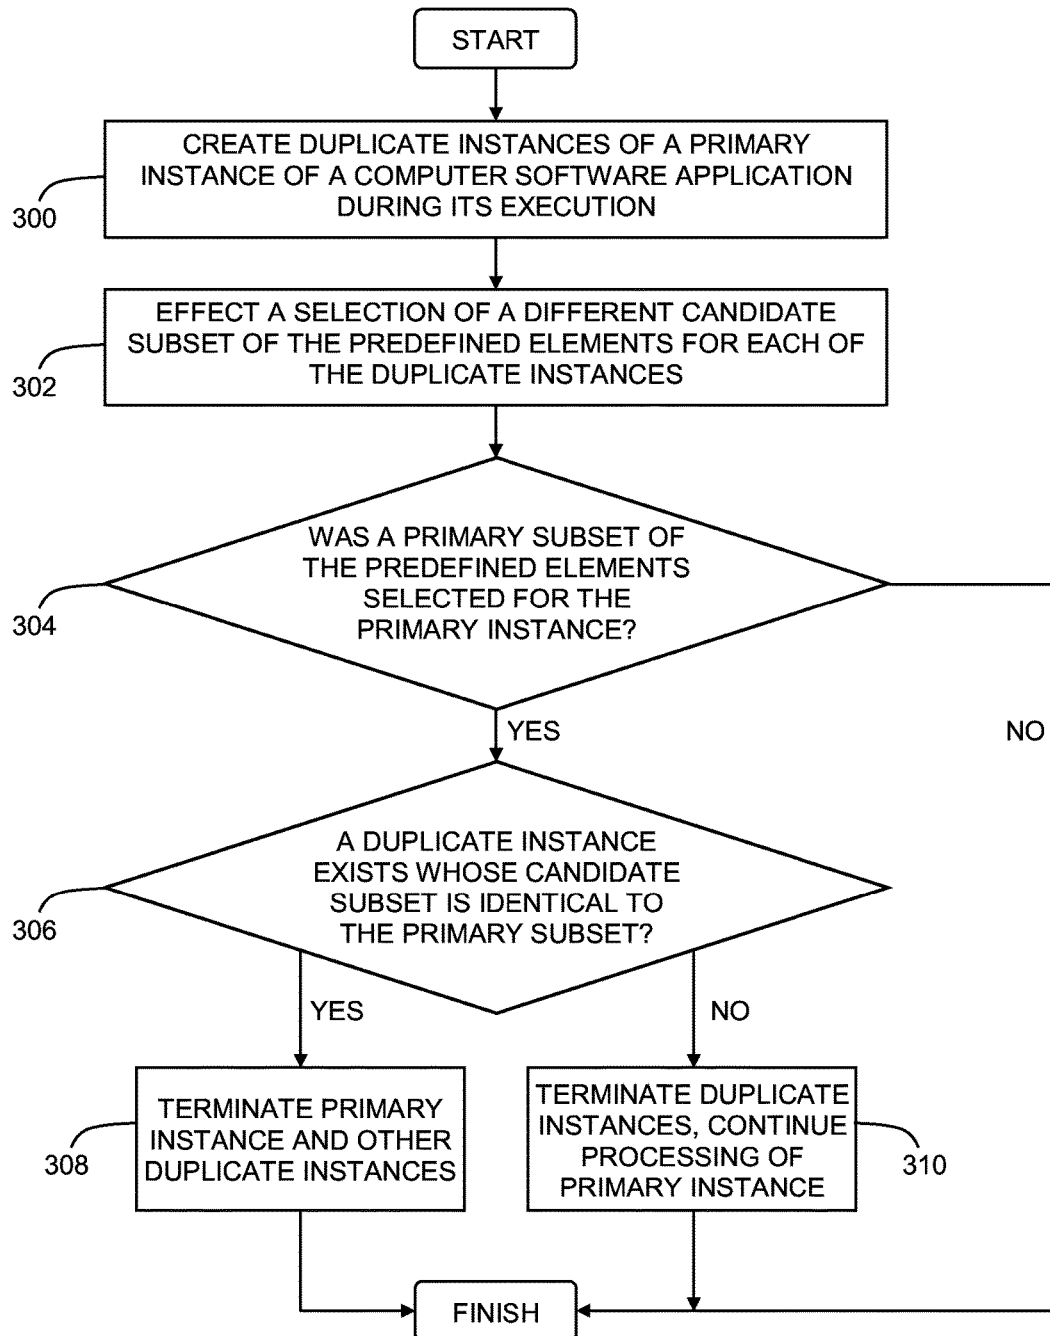 START
CREATE DUPLICATE INSTANCES OF A PRIMARY
INSTANCE OF A COMPUTER SOFTWARE APPLICATION
DURING ITS EXECUTION
300
EFFECT A SELECTION OF A DIFFERENT CANDIDATE
SUBSET OF THE PREDEFINED ELEMENTS FOR EACH OF
THE DUPLICATE INSTANCES
302
WAS A PRIMARY SUBSET OF
THE PREDEFINED ELEMENTS
SELECTED FOR THE
PRIMARY INSTANCE?
304
YES
NO
A DUPLICATE INSTANCE
EXISTS WHOSE CANDIDATE
SUBSET IS IDENTICAL TO
THE PRIMARY SUBSET?
306
YES
NO
TERMINATE PRIMARY
INSTANCE AND OTHER
DUPLICATE INSTANCES
308
TERMINATE DUPLICATE
INSTANCES, CONTINUE
PROCESSING OF
PRIMARY INSTANCE
310
FINISH